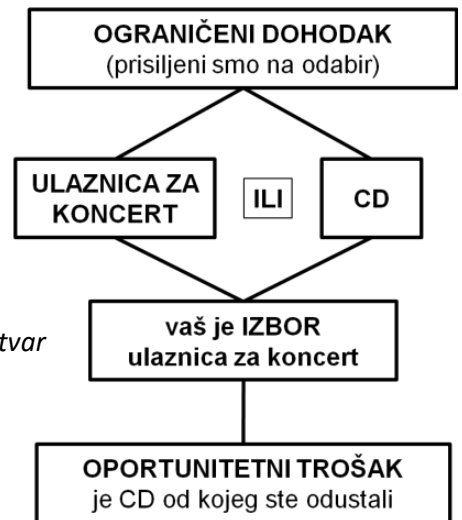 OGRANIČENI DOHODAK
(prisiljeni smo na odabir)
ULAZNICA ZA
KONCERT
ILI
CD
vaš je IZBOR
ulaznica za koncert
tvar
OPORTUNITETNI TROŠAK
je CD od kojeg ste odustali